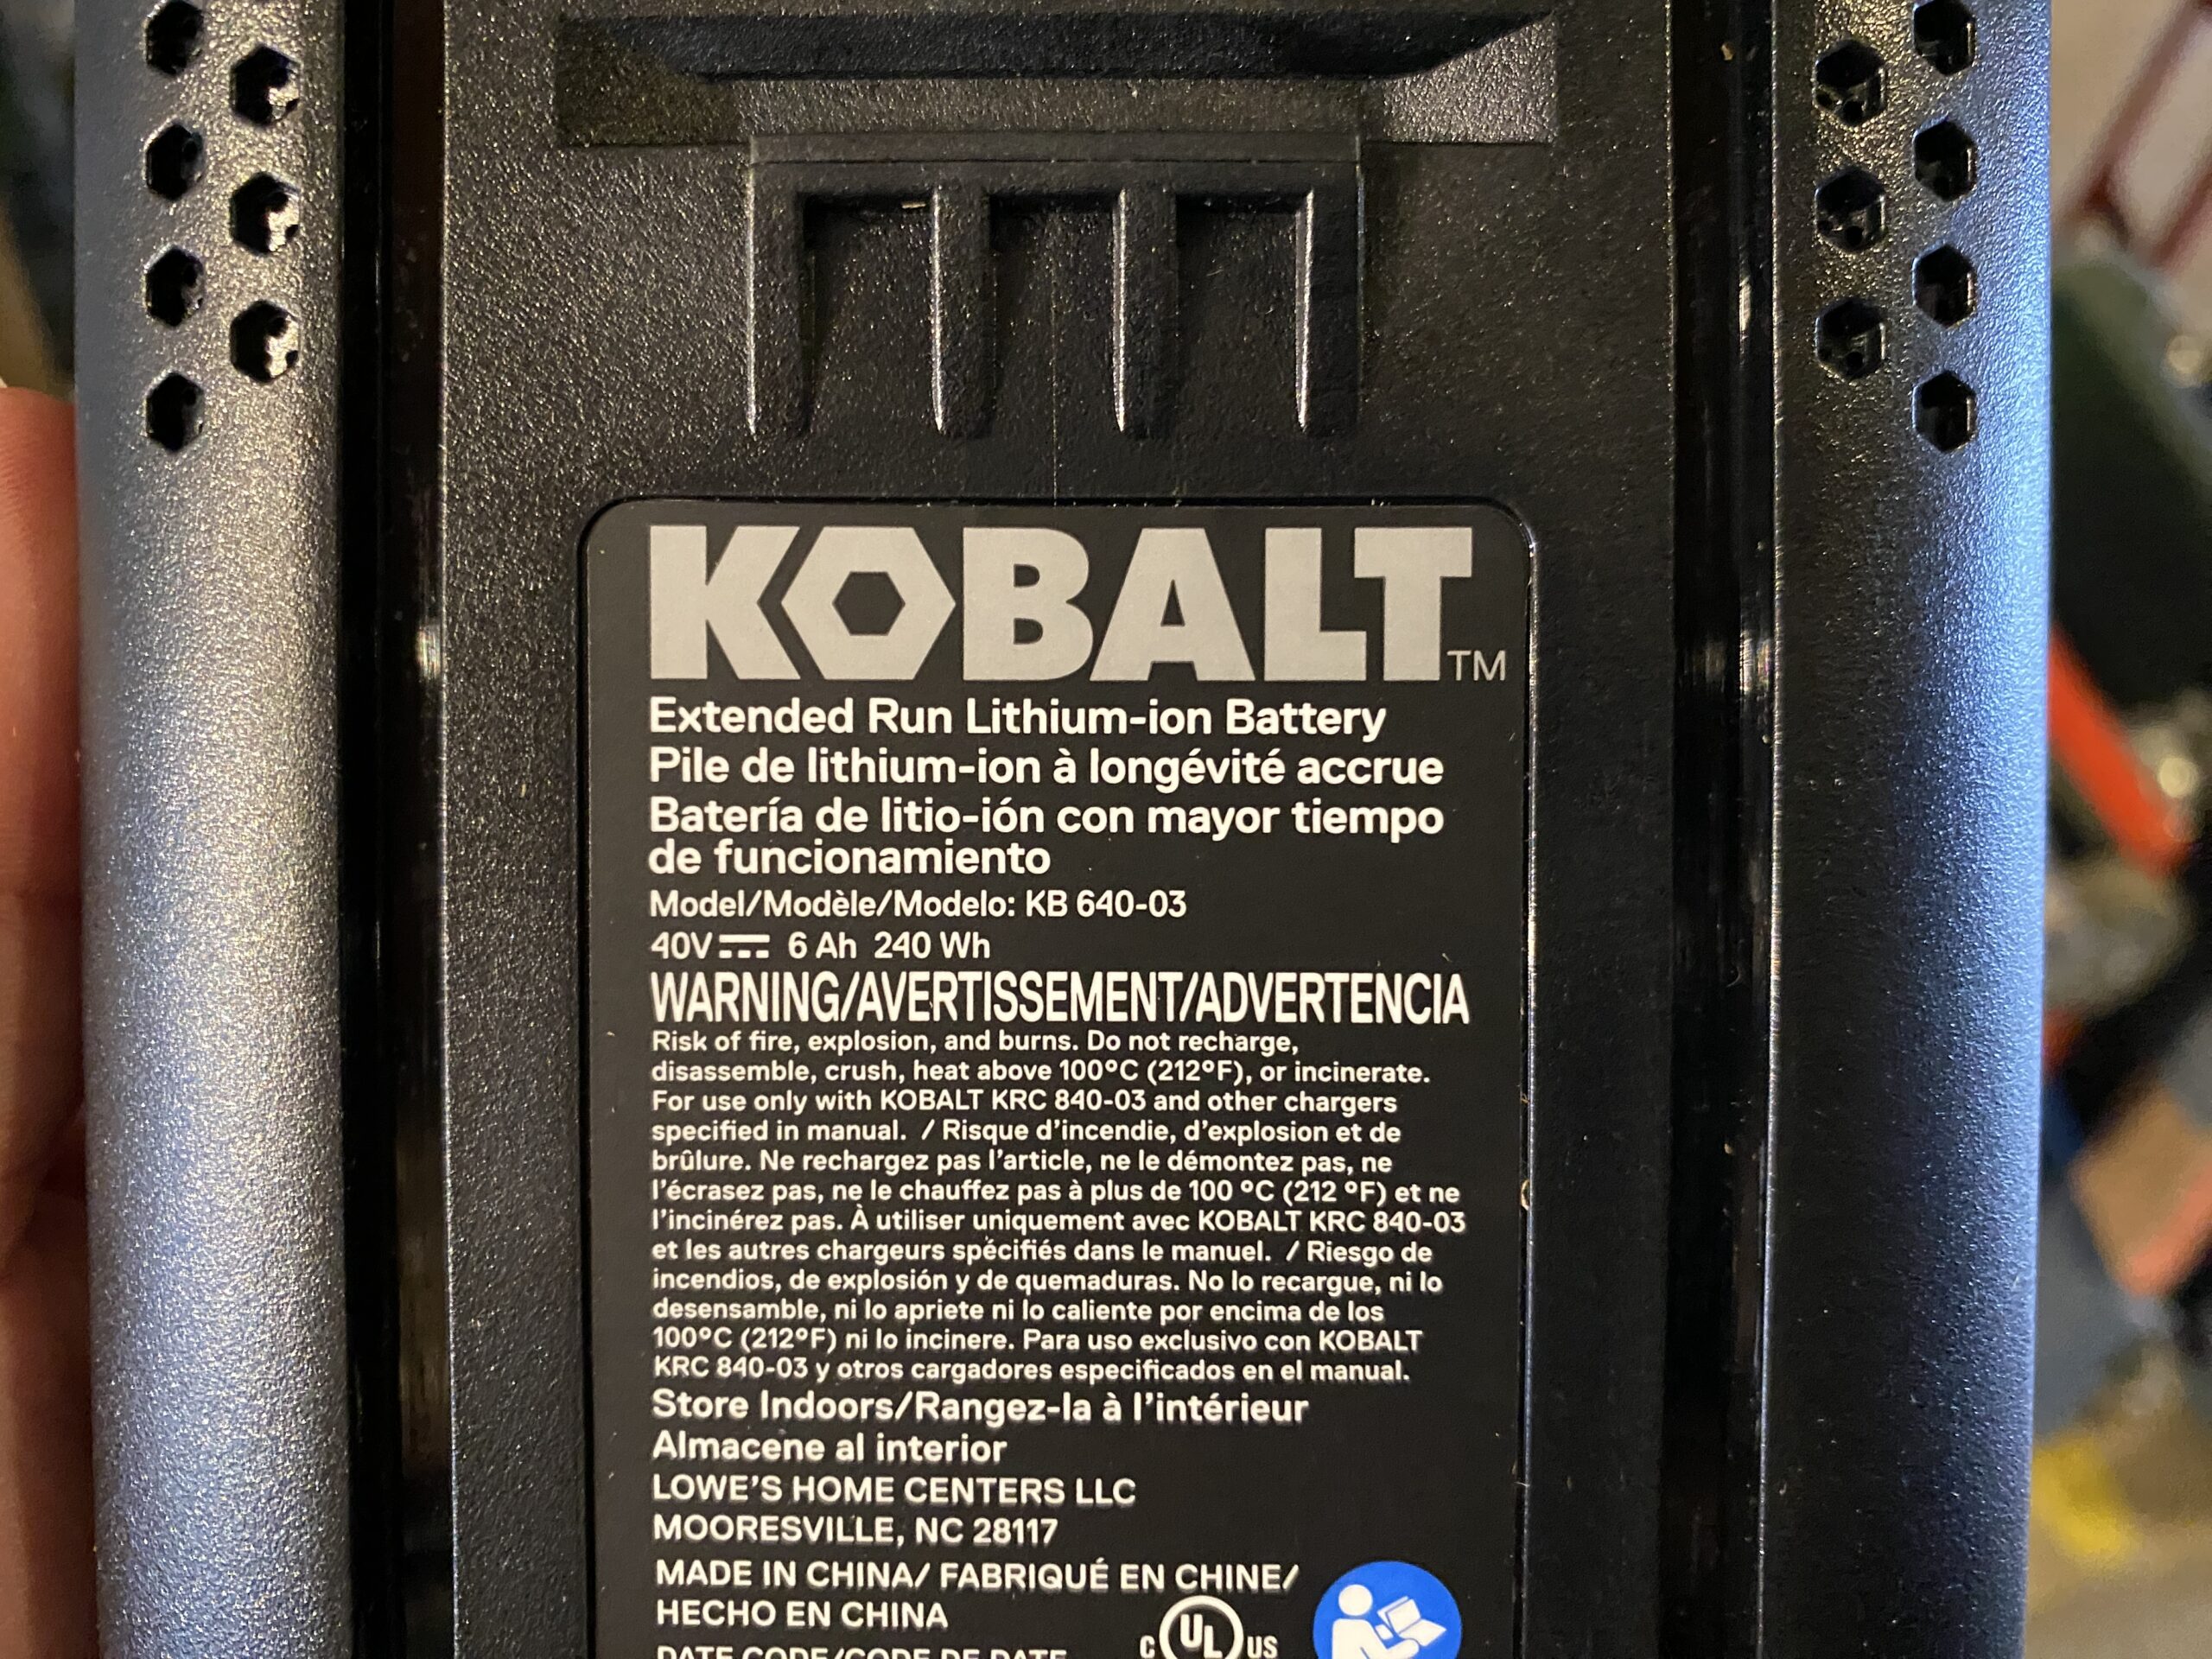 KOBALT™
Extended Run Lithium-ion Battery
Pile de lithium-ion à longévité accrue
Batería de litio-ión con mayor tiempo
de funcionamiento
Model/Modèle/Modelo: KB 640-03
40V⎓ 6 Ah 240 Wh
WARNING/AVERTISSEMENT/ADVERTENCIA
Risk of fire, explosion, and burns. Do not recharge,
disassemble, crush, heat above 100°C (212°F), or incinerate.
For use only with KOBALT KRC 840-03 and other chargers
specified in manual. / Risque d'incendie, d'explosion et de
brûlure. Ne rechargez pas l'article, ne le démontez pas, ne
l'écrasez pas, ne le chauffez pas à plus de 100 °C (212 °F) et ne
l'incinérez pas. À utiliser uniquement avec KOBALT KRC 840-03
et les autres chargeurs spécifiés dans le manuel. / Riesgo de
incendios, de explosión y de quemaduras. No lo recargue, ni lo
desensamble, ni lo apriete ni lo caliente por encima de los
100°C (212°F) ni lo incinere. Para uso exclusivo con KOBALT
KRC 840-03 y otros cargadores especificados en el manual.
Store Indoors/Rangez-la à l'intérieur
Almacene al interior
LOWE'S HOME CENTERS LLC
MOORESVILLE, NC 28117
MADE IN CHINA/ FABRIQUÉ EN CHINE/
HECHO EN CHINA
C UL US
DATE CODE/CODE DE DATE